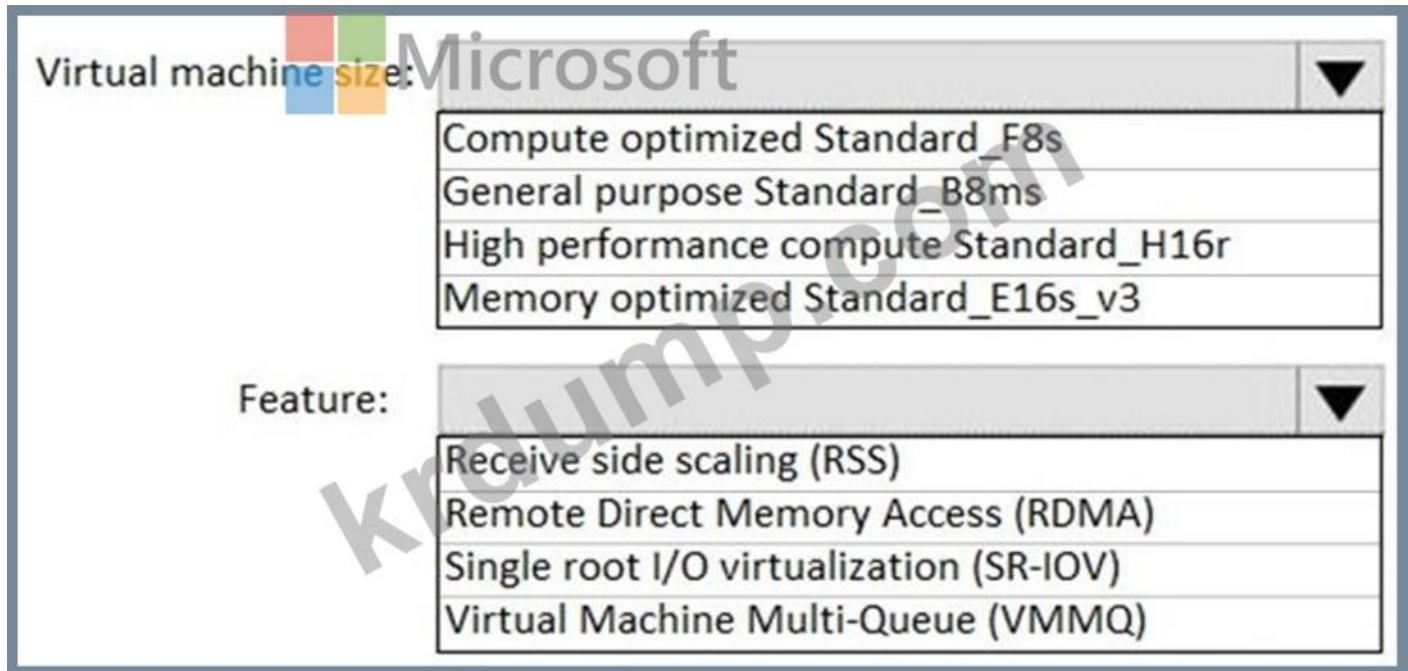 Microsoft
Virtual machine size:
Compute optimized Standard_F8s
General purpose Standard_B8ms
High performance compute Standard_H16r
Memory optimized Standard_E16s_v3
Feature:
Receive side scaling (RSS)
Remote Direct Memory Access (RDMA)
Single root I/O virtualization (SR-IOV)
Virtual Machine Multi-Queue (VMMQ)
krdump.com